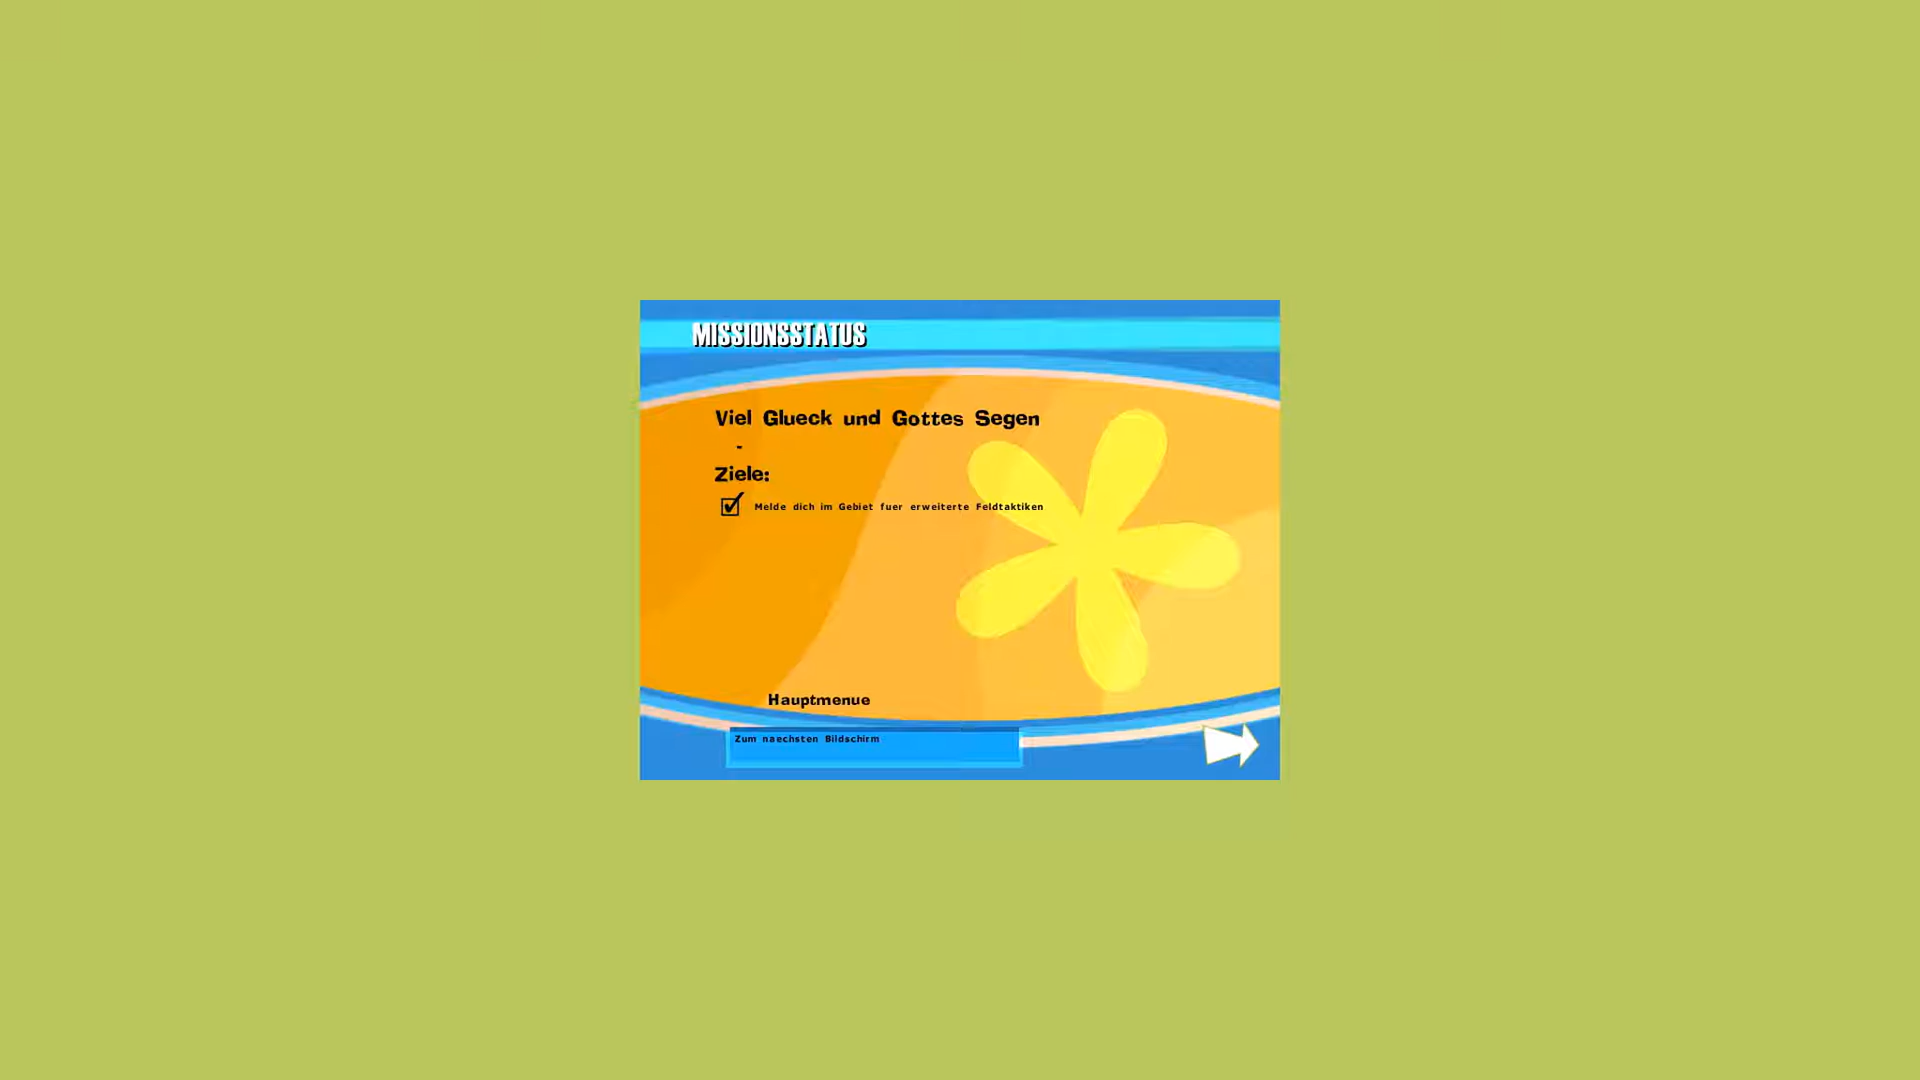 MISSIONSSTATUS
Viel Glueck und Gottes Segen
-
Ziele:
Melde dich im Gebiet fuer erweiterte Feldtaktiken
Hauptmenue
Zum naechsten Bildschirm